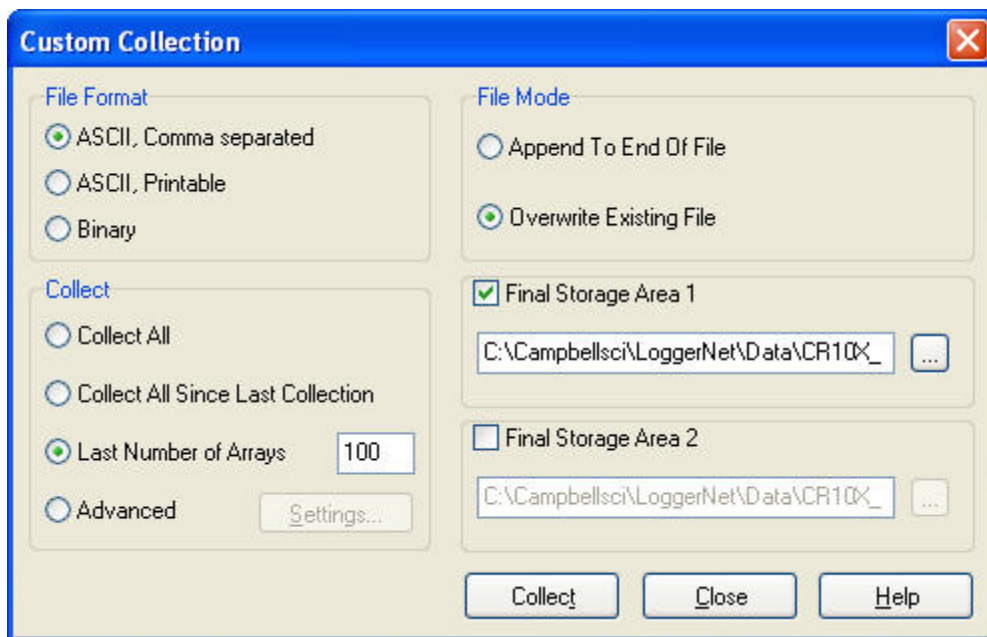 Custom Collection
File Format
ASCII, Comma separated
ASCII, Printable
Binary
File Mode
Append To End Of File
Overwrite Existing File
Collect
Collect All
Collect All Since Last Collection
Last Number of Arrays 100
Advanced Settings...
Final Storage Area 1
C:\Campbellsci\LoggerNet\Data\CR10X_ ...
Final Storage Area 2
C:\Campbellsci\LoggerNet\Data\CR10X_ ...
Collect Close Help